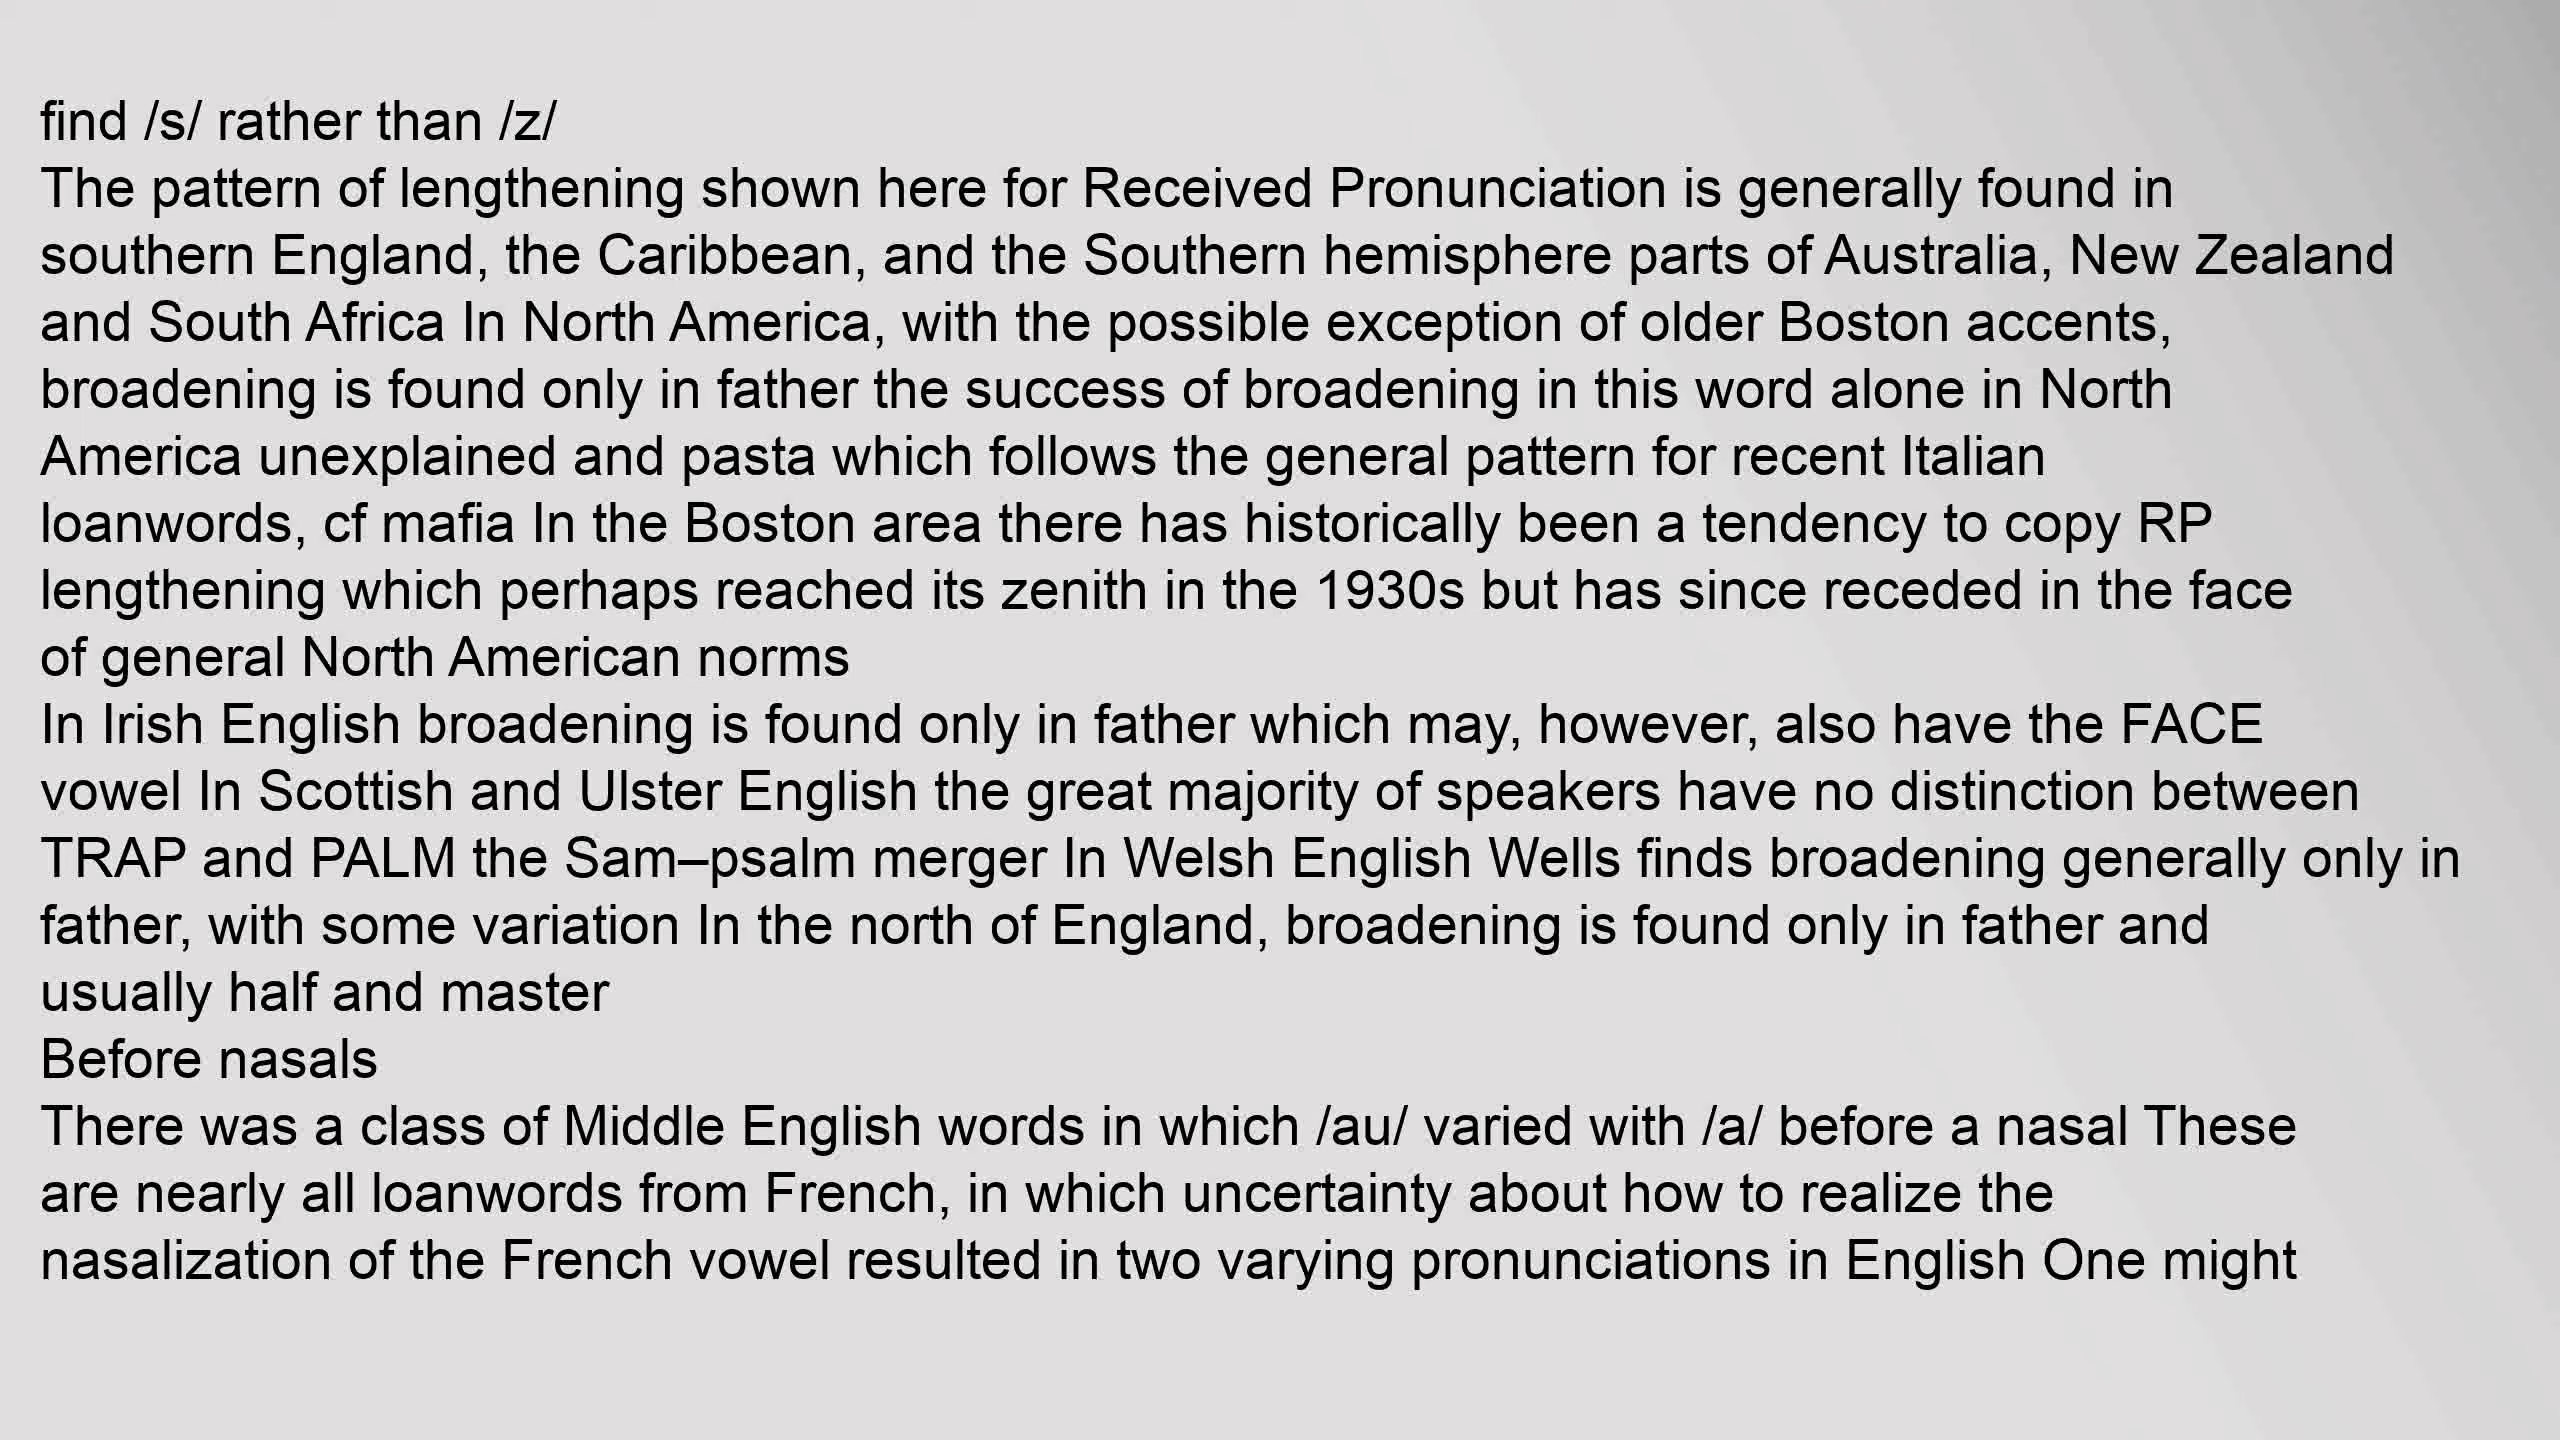 find /s/ rather than /z/
The pattern of lengthening shown here for Received Pronunciation is generally found in
southern England, the Caribbean, and the Southern hemisphere parts of Australia, New Zealand
and South Africa In North America, with the possible exception of older Boston accents,
broadening is found only in father the success of broadening in this word alone in North
America unexplained and pasta which follows the general pattern for recent Italian
loanwords, cf mafia In the Boston area there has historically been a tendency to copy RP
lengthening which perhaps reached its zenith in the 1930s but has since receded in the face
of general North American norms
In Irish English broadening is found only in father which may, however, also have the FACE
vowel In Scottish and Ulster English the great majority of speakers have no distinction between
TRAP and PALM the Sam–psalm merger In Welsh English Wells finds broadening generally only in
father, with some variation In the north of England, broadening is found only in father and
usually half and master
Before nasals
There was a class of Middle English words in which /au/ varied with /a/ before a nasal These
are nearly all loanwords from French, in which uncertainty about how to realize the
nasalization of the French vowel resulted in two varying pronunciations in English One might